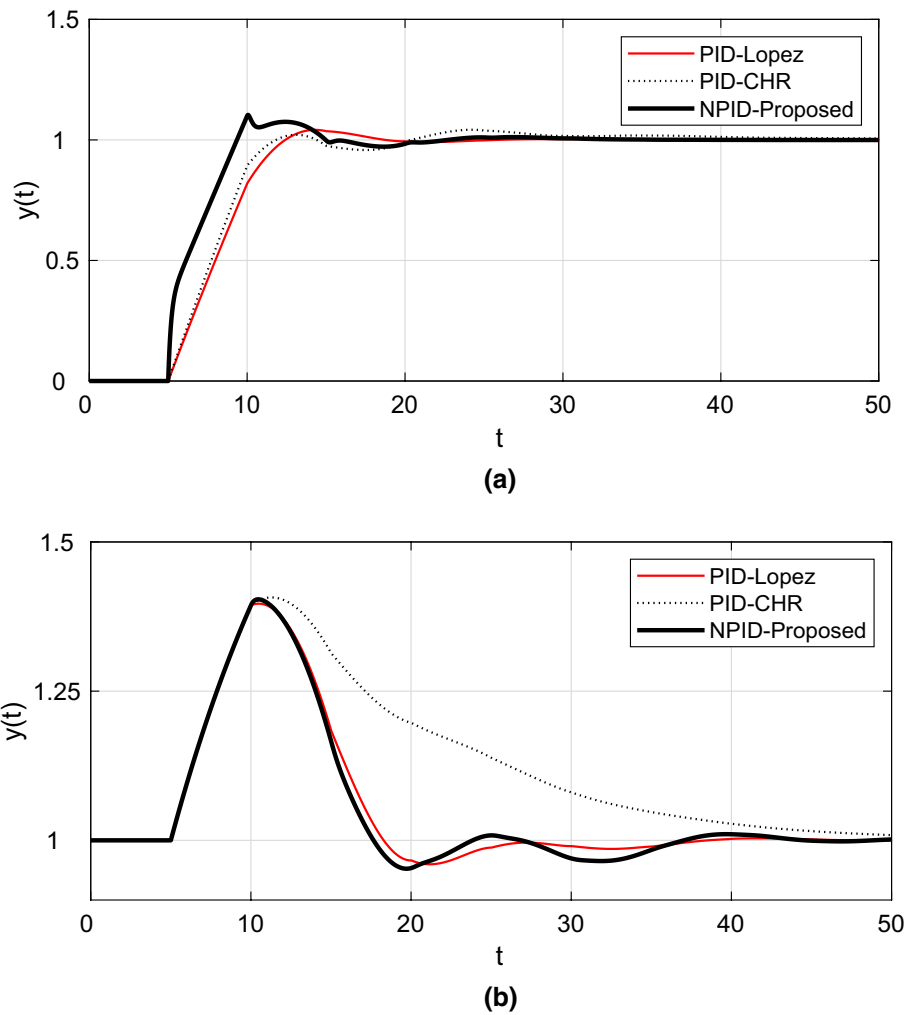 1.5
1
0.5
0
y(t)
PID-Lopez
PID-CHR
NPID-Proposed
0 10 20 30 40 50
t
(a)
1.5
1.25
1
y(t)
PID-Lopez
PID-CHR
NPID-Proposed
0 10 20 30 40 50
t
(b)